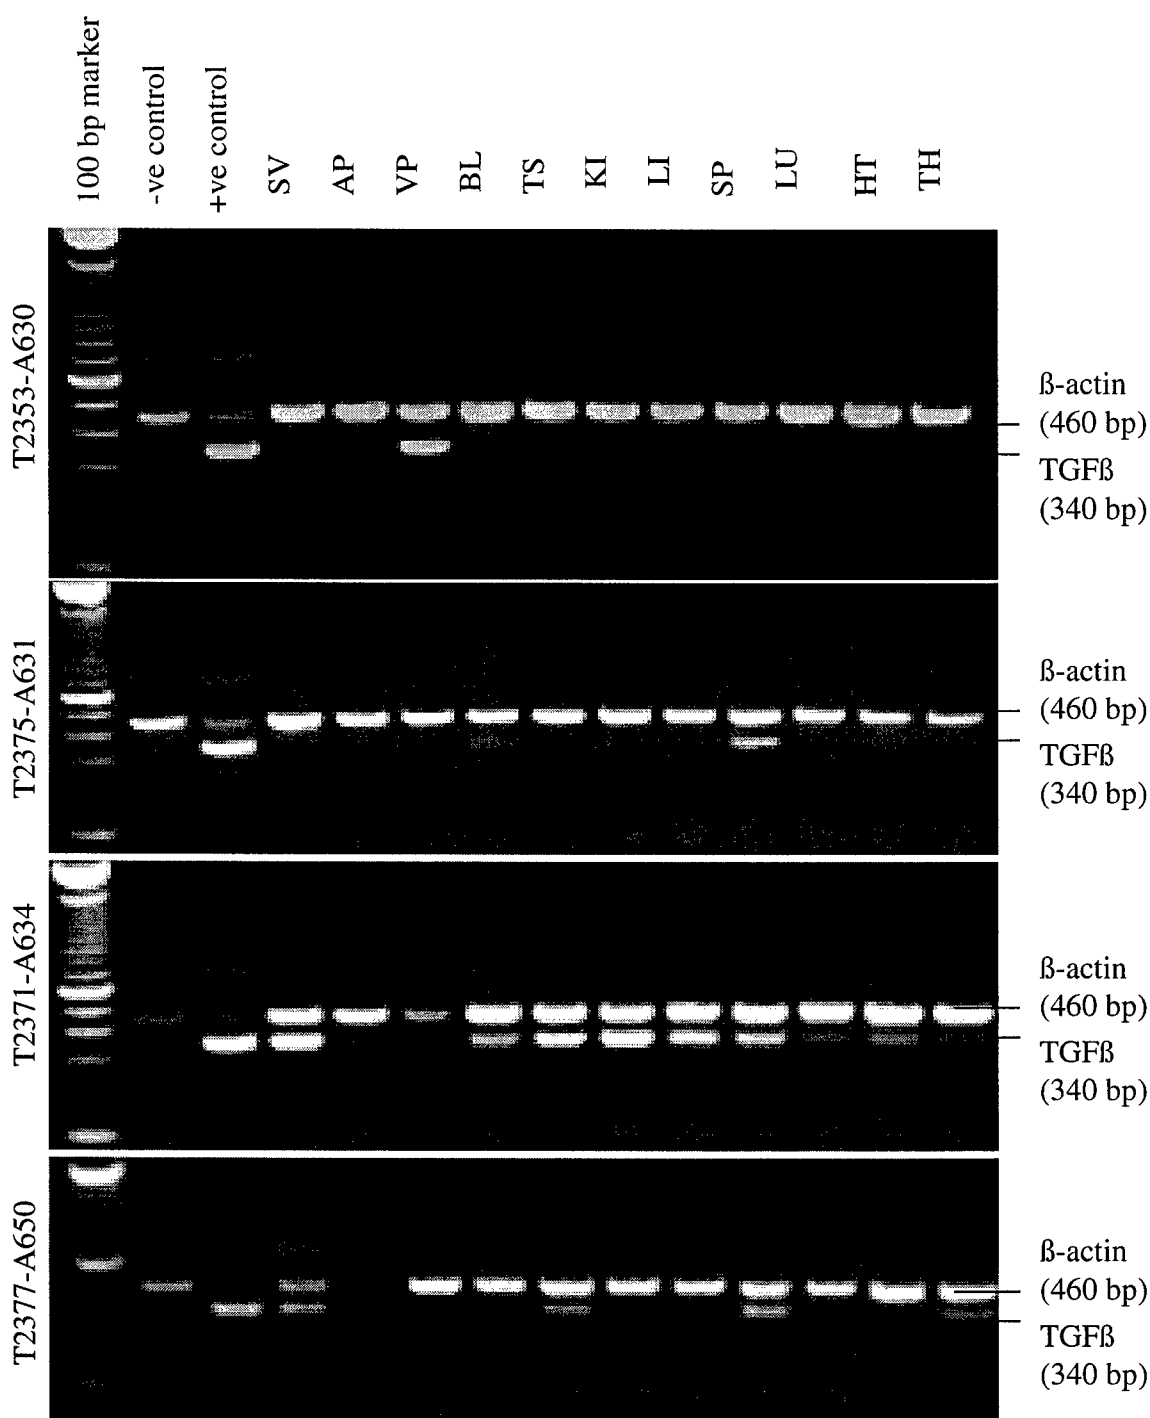 100 bp marker
-ve control
+ve control
SV
AP
VP
BL
TS
KI
LI
SP
LU
HT
TH
T2353-A630
ß-actin
(460 bp)
TGFß
(340 bp)
T2375-A631
ß-actin
(460 bp)
TGFß
(340 bp)
T2371-A634
ß-actin
(460 bp)
TGFß
(340 bp)
T2377-A650
ß-actin
(460 bp)
TGFß
(340 bp)